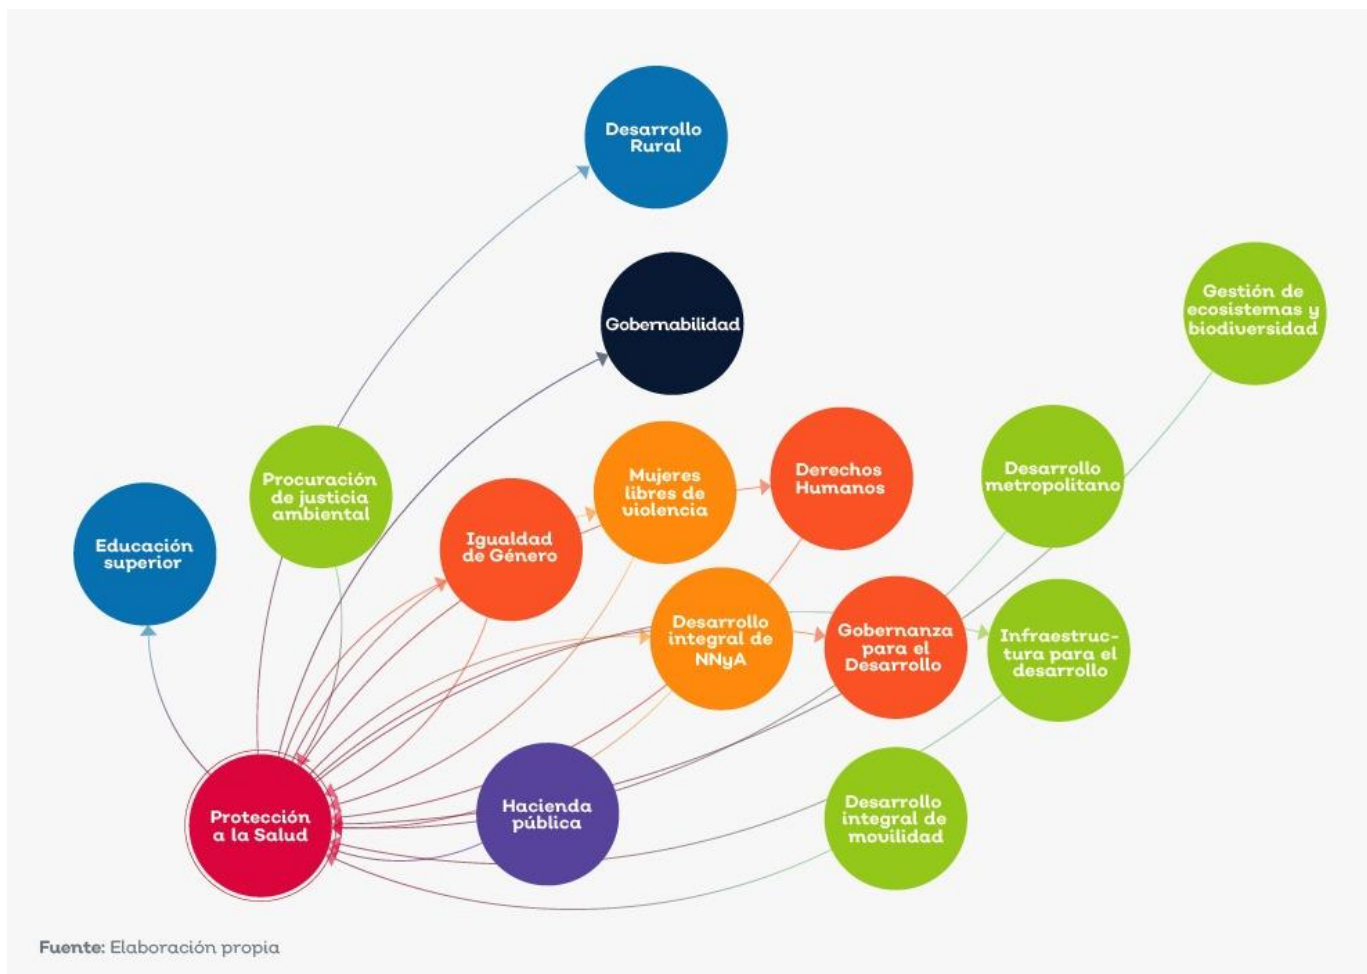 Desarrollo
Rural
Gobernabilidad
Gestión de
ecosistemas y
biodiversidad
Procuración
de justicia
ambiental
Mujeres
libres de
violencia
Derechos
Humanos
Desarrollo
metropolitano
Educación
superior
Igualdad
de Género
Desarrollo
integral de
NNyA
Gobernanza
para el
Desarrollo
Infraestruc-
tura para el
desarrollo
Protección
a la Salud
Hacienda
pública
Desarrollo
integral de
movilidad
Fuente: Elaboración propia